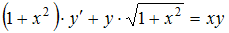 (1 + x²) · y′ + y · √(1 + x²) = xy